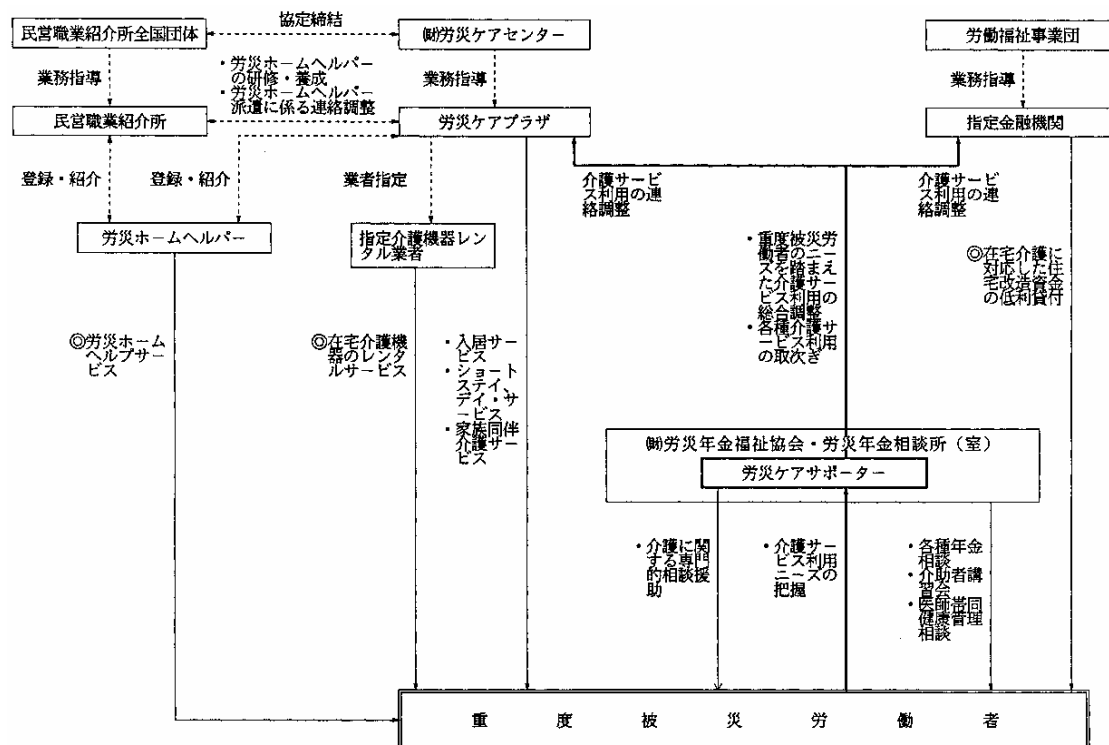 協定締結
民営職業紹介所全国団体
㈶労災ケアセンター
労働福祉事業団
業務指導
・労災ホームヘルパー
の研修・養成
・労災ホームヘルパー
派遣に係る連絡調整
業務指導
業務指導
民営職業紹介所
労災ケアプラザ
指定金融機関
登録・紹介
登録・紹介
業者指定
介護サービ
ス利用の連
絡調整
介護サービ
ス利用の連
絡調整
労災ホームヘルパー
指定介護機器レン
タル業者
・重度被災労
働者のニー
ズを踏まえ
た介護サー
ビス利用の
総合調整
・各種介護サ
ービス利用
の取次ぎ
◎在宅介護に
対応した住
宅改造資金
の低利貸付
◎労災ホーム
ヘルプサー
ビス
◎在宅介護機
器のレンタ
ルサービス
・入居サー
ビス
・ショート
ステイ、
デイ・サ
ービス
・家族同伴
介護サー
ビス
㈶労災年金福祉協会・労災年金相談所（室）
労災ケアサポーター
・介護に関
する専門
的相談援
助
・介護サー
ビス利用
ニーズの
把握
・各種年金
相談
・介助者講
習会
・医師帯同
健康管理
相談
重度被災労働者